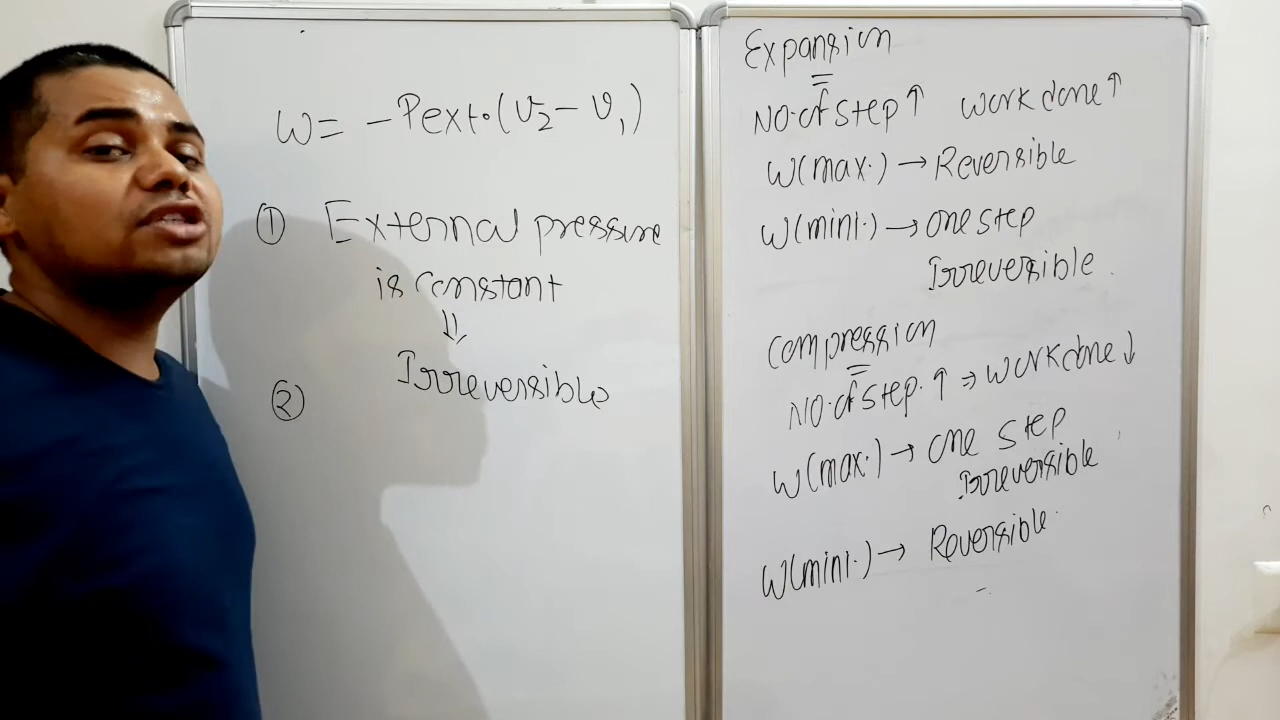 W = -Pext. (V2 - V1)
① External pressure
is constant
⇓
Irreversible
②
Expansion
NO. of step ↑ work done ↑
W(max.) → Reversible
W(mini.) → one step
Irreversible.
compression
NO. of step. ↑ ⇒ work done ↓
W(max.) → one step
Irreversible
W(mini.) → Reversible.